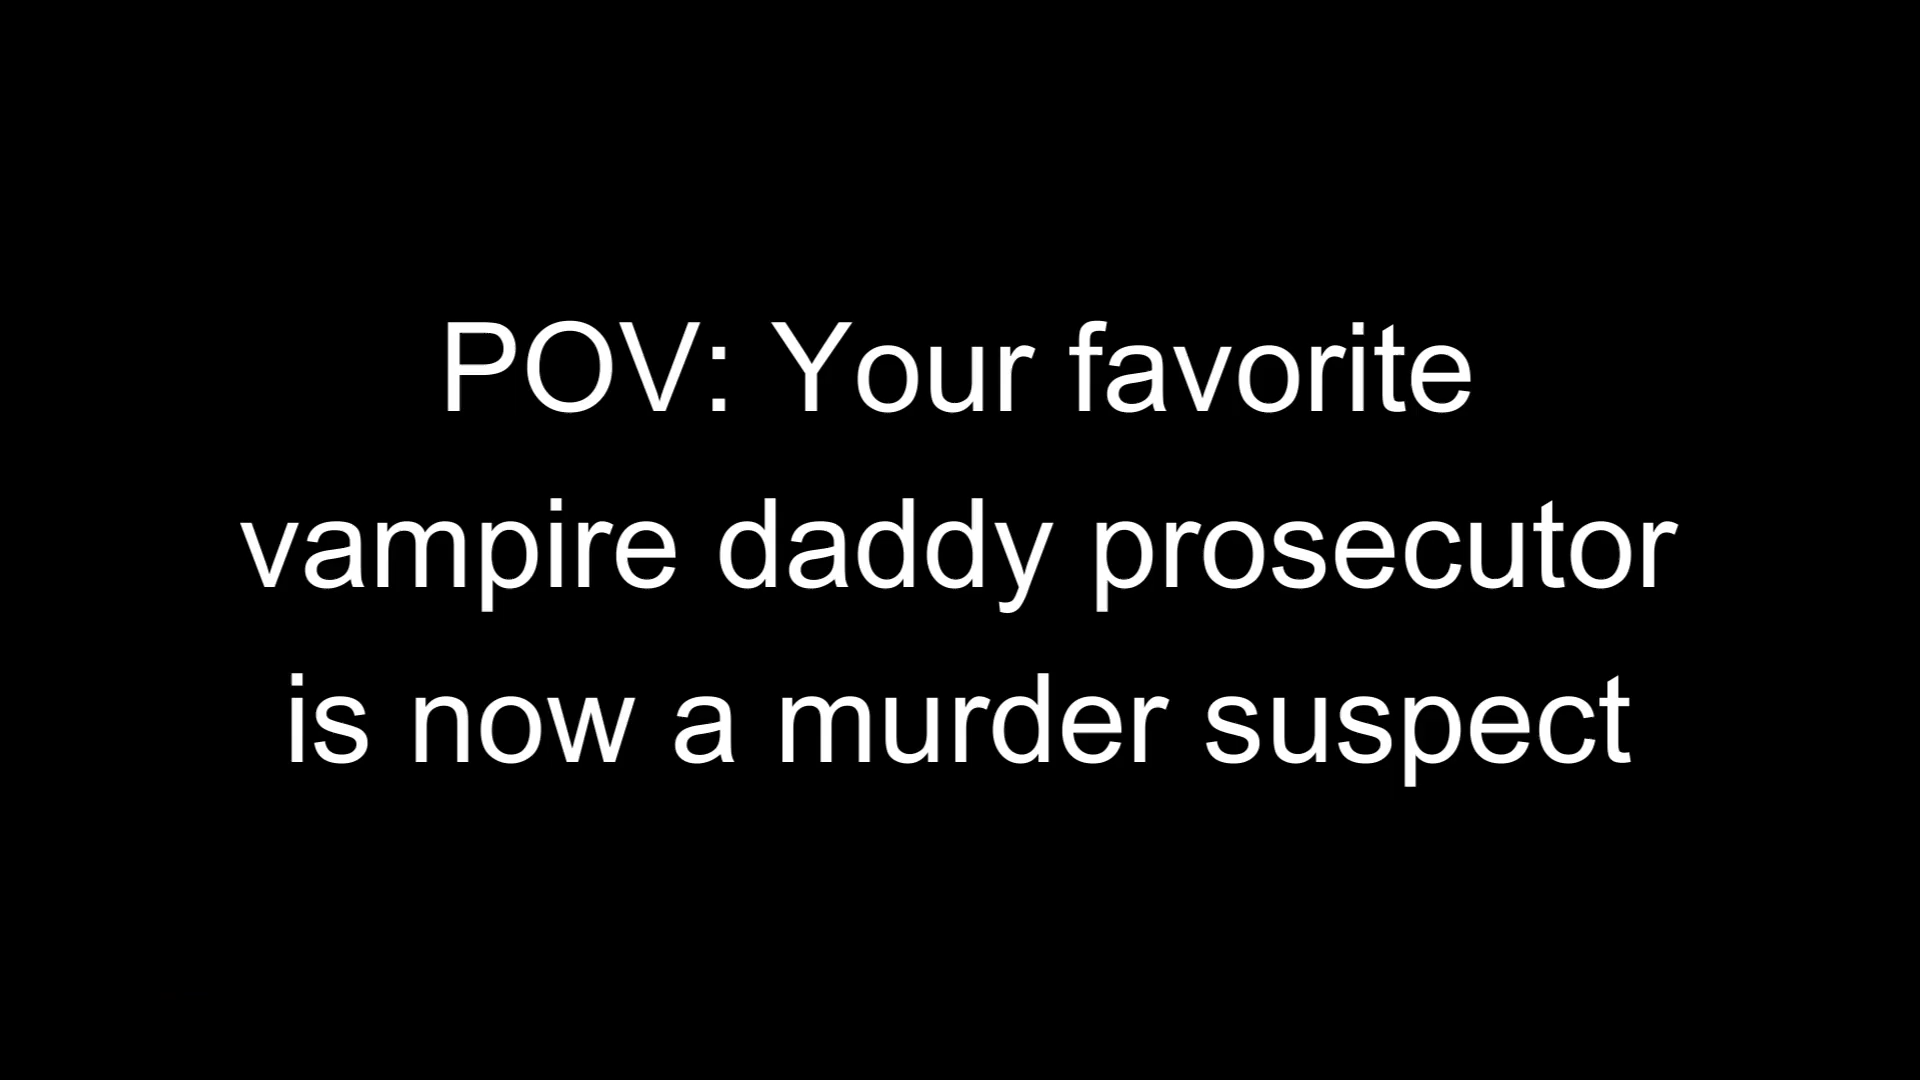 POV: Your favorite
vampire daddy prosecutor
is now a murder suspect